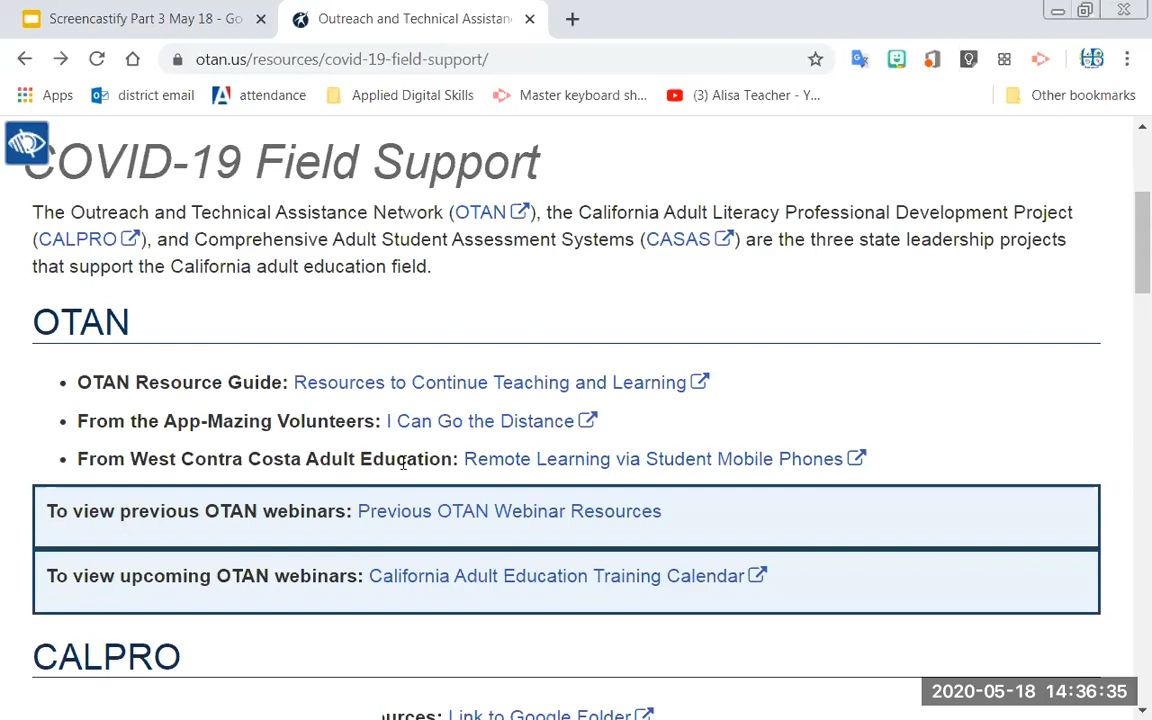 Screencastify Part 3 May 18 - Go
Outreach and Technical Assistan
otan.us/resources/covid-19-field-support/
Apps
district email
attendance
Applied Digital Skills
Master keyboard sh...
(3) Alisa Teacher - Y...
Other bookmarks
COVID-19 Field Support
The Outreach and Technical Assistance Network (OTAN), the California Adult Literacy Professional Development Project
(CALPRO), and Comprehensive Adult Student Assessment Systems (CASAS) are the three state leadership projects
that support the California adult education field.
OTAN
• OTAN Resource Guide: Resources to Continue Teaching and Learning
• From the App-Mazing Volunteers: I Can Go the Distance
• From West Contra Costa Adult Education: Remote Learning via Student Mobile Phones
To view previous OTAN webinars: Previous OTAN Webinar Resources
To view upcoming OTAN webinars: California Adult Education Training Calendar
CALPRO
2020-05-18 14:36:35
urces: Link to Google Folder